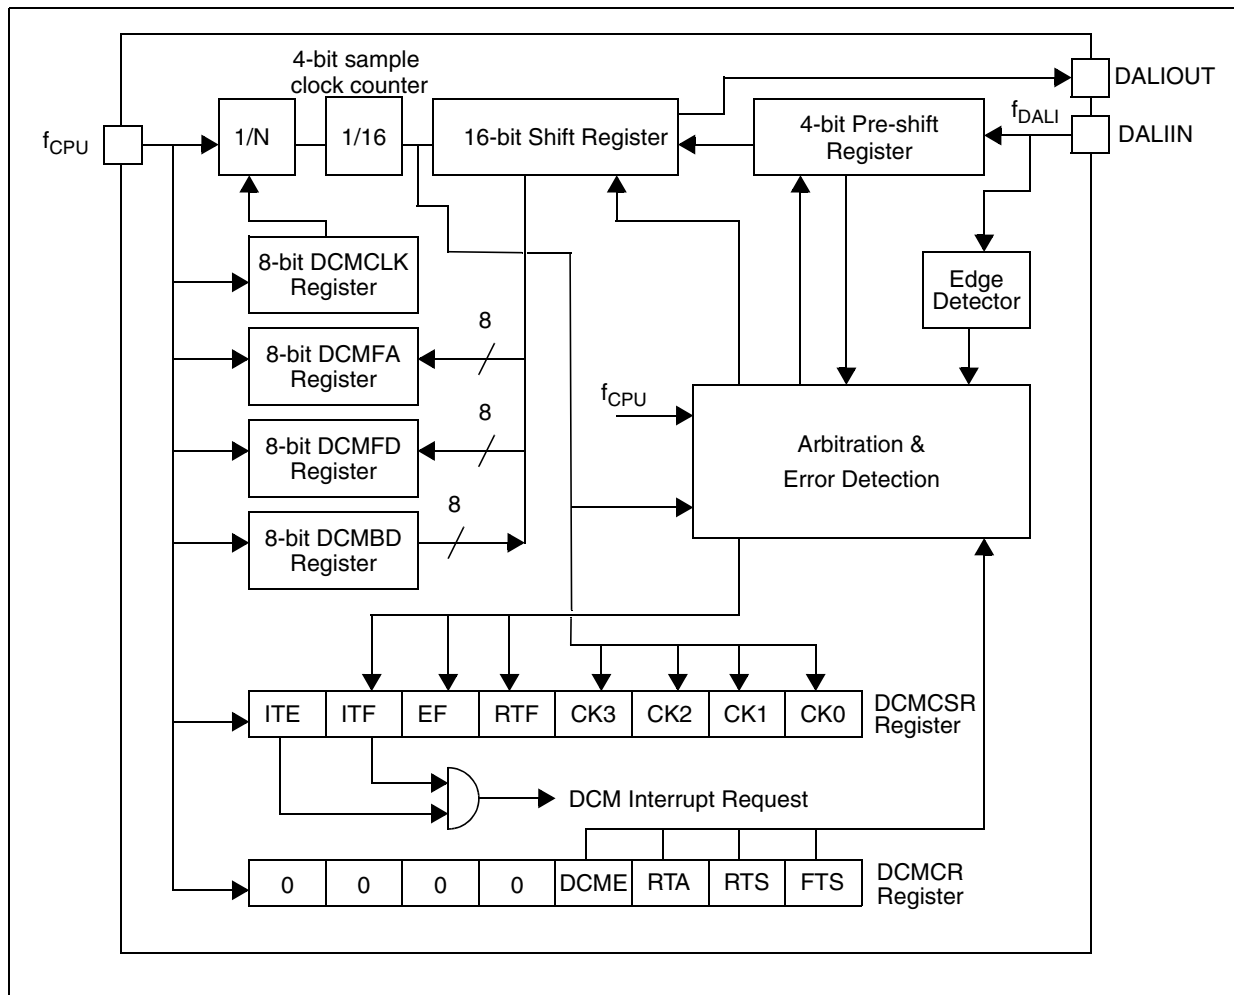 4-bit sample
clock counter
DALIOUT
fCPU
1/N
1/16
16-bit Shift Register
4-bit Pre-shift
Register
fDALI
DALIIN
8-bit DCMCLK
Register
Edge
Detector
8
8-bit DCMFA
Register
fCPU
8
8-bit DCMFD
Register
Arbitration &
Error Detection
8
8-bit DCMBD
Register
ITE
ITF
EF
RTF
CK3
CK2
CK1
CK0
DCMCSR
Register
DCM Interrupt Request
0
0
0
0
DCME
RTA
RTS
FTS
DCMCR
Register